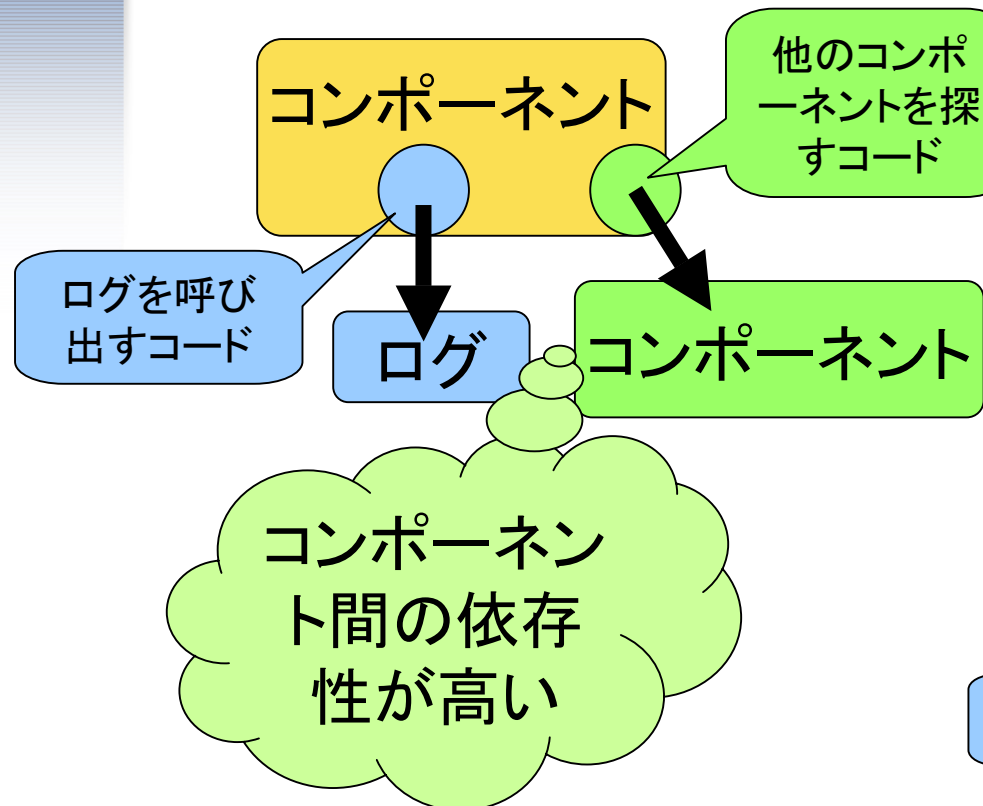 コンポーネント
他のコンポ
ーネントを探
すコード
ログを呼び
出すコード
ログ
コンポーネント
コンポーネン
ト間の依存
性が高い